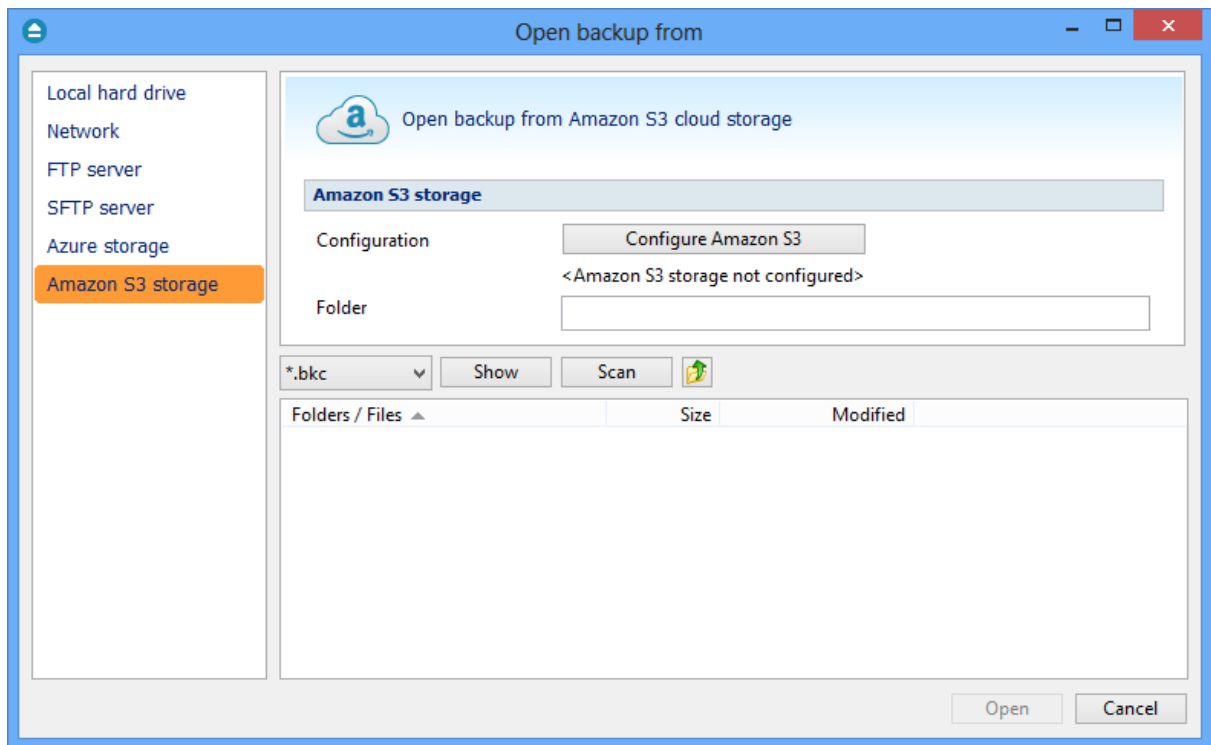 Open backup from
Local hard drive
Network
FTP server
SFTP server
Azure storage
Amazon S3 storage
Open backup from Amazon S3 cloud storage
Amazon S3 storage
Configuration Configure Amazon S3
<Amazon S3 storage not configured>
Folder
*.bkc Show Scan
Folders / Files Size Modified
Open Cancel